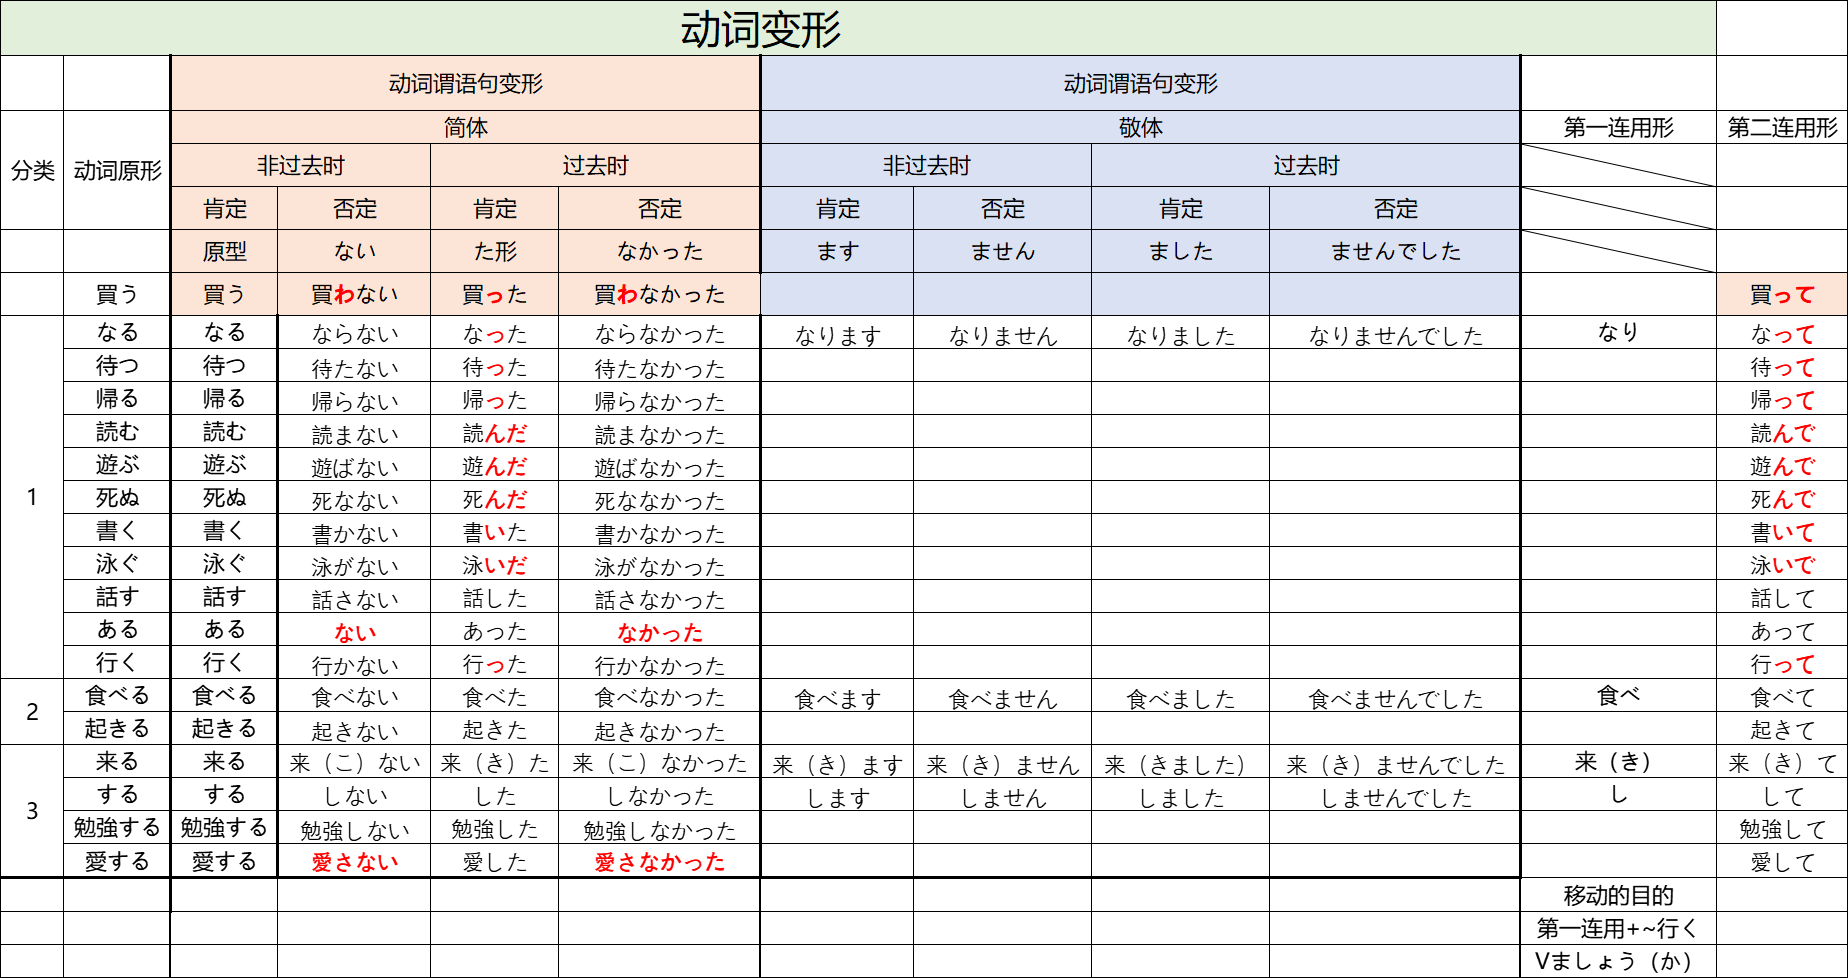 动词变形
动词谓语句变形 动词谓语句变形
简体 敬体 第一连用形 第二连用形
分类 动词原形 非过去时 过去时 非过去时 过去时
肯定 否定 肯定 否定 肯定 否定 肯定 否定
原型 ない た形 なかった ます ません ました ませんでした
買う 買う 買わない 買った 買わなかった 買って
1
なる なる ならない なった ならなかった なります なりません なりました なりませんでした なり なって
待つ 待つ 待たない 待った 待たなかった 待って
帰る 帰る 帰らない 帰った 帰らなかった 帰って
読む 読む 読まない 読んだ 読まなかった 読んで
遊ぶ 遊ぶ 遊ばない 遊んだ 遊ばなかった 遊んで
死ぬ 死ぬ 死なない 死んだ 死ななかった 死んで
書く 書く 書かない 書いた 書かなかった 書いて
泳ぐ 泳ぐ 泳がない 泳いだ 泳がなかった 泳いで
話す 話す 話さない 話した 話さなかった 話して
ある ある ない あった なかった あって
行く 行く 行かない 行った 行かなかった 行って
2
食べる 食べる 食べない 食べた 食べなかった 食べます 食べません 食べました 食べませんでした 食べ 食べて
起きる 起きる 起きない 起きた 起きなかった 起きて
3
来る 来る 来（こ）ない 来（き）た 来（こ）なかった 来（き）ます 来（き）ません 来（きました） 来（き）ませんでした 来（き） 来（き）て
する する しない した しなかった します しません しました しませんでした し して
勉強する 勉強する 勉強しない 勉強した 勉強しなかった 勉強して
愛する 愛する 愛さない 愛した 愛さなかった 愛して
移动的目的
第一连用+~行く
Vましょう（か）